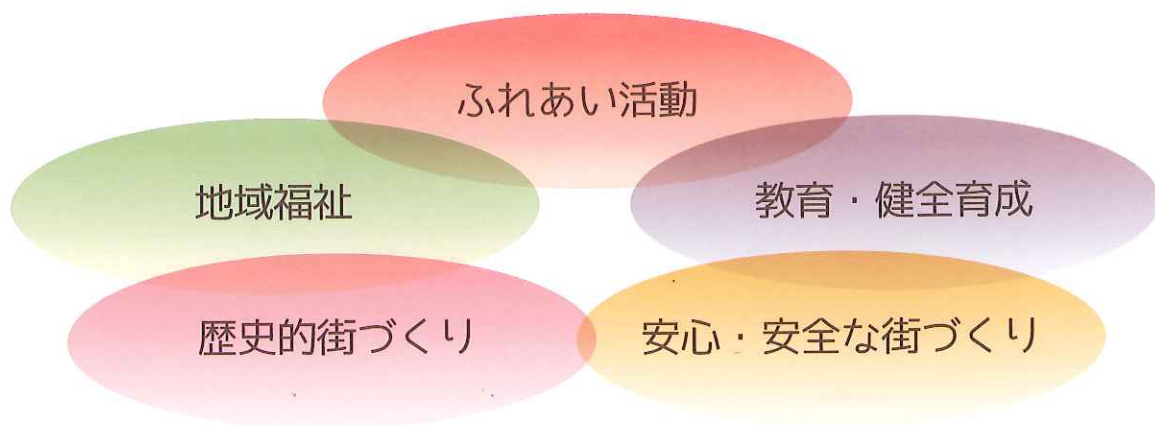 ふれあい活動
地域福祉
教育・健全育成
歴史的街づくり
安心・安全な街づくり